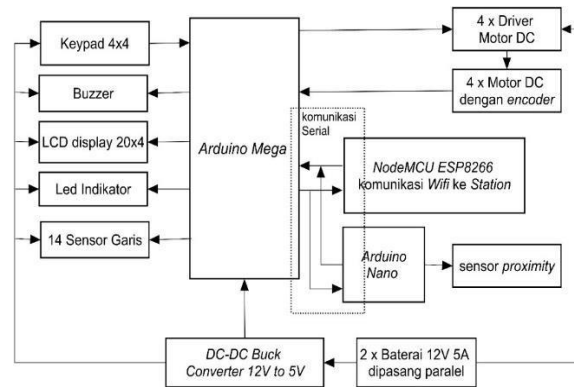 Keypad 4x4
Buzzer
LCD display 20x4
Led Indikator
14 Sensor Garis
Arduino Mega
4 x Driver
Motor DC
4 x Motor DC
dengan encoder
komunikasi
Serial
NodeMCU ESP8266
komunikasi Wifi ke Station
Arduino
Nano
sensor proximity
DC-DC Buck
Converter 12V to 5V
2 x Baterai 12V 5A
dipasang paralel